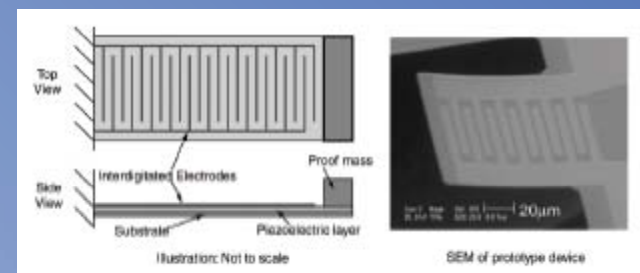 Top
View
Proof mass
Interdigitated Electrodes
Side
View
Substrate
Piezoelectric layer
20µm
Illustration: Not to scale
SEM of prototype device